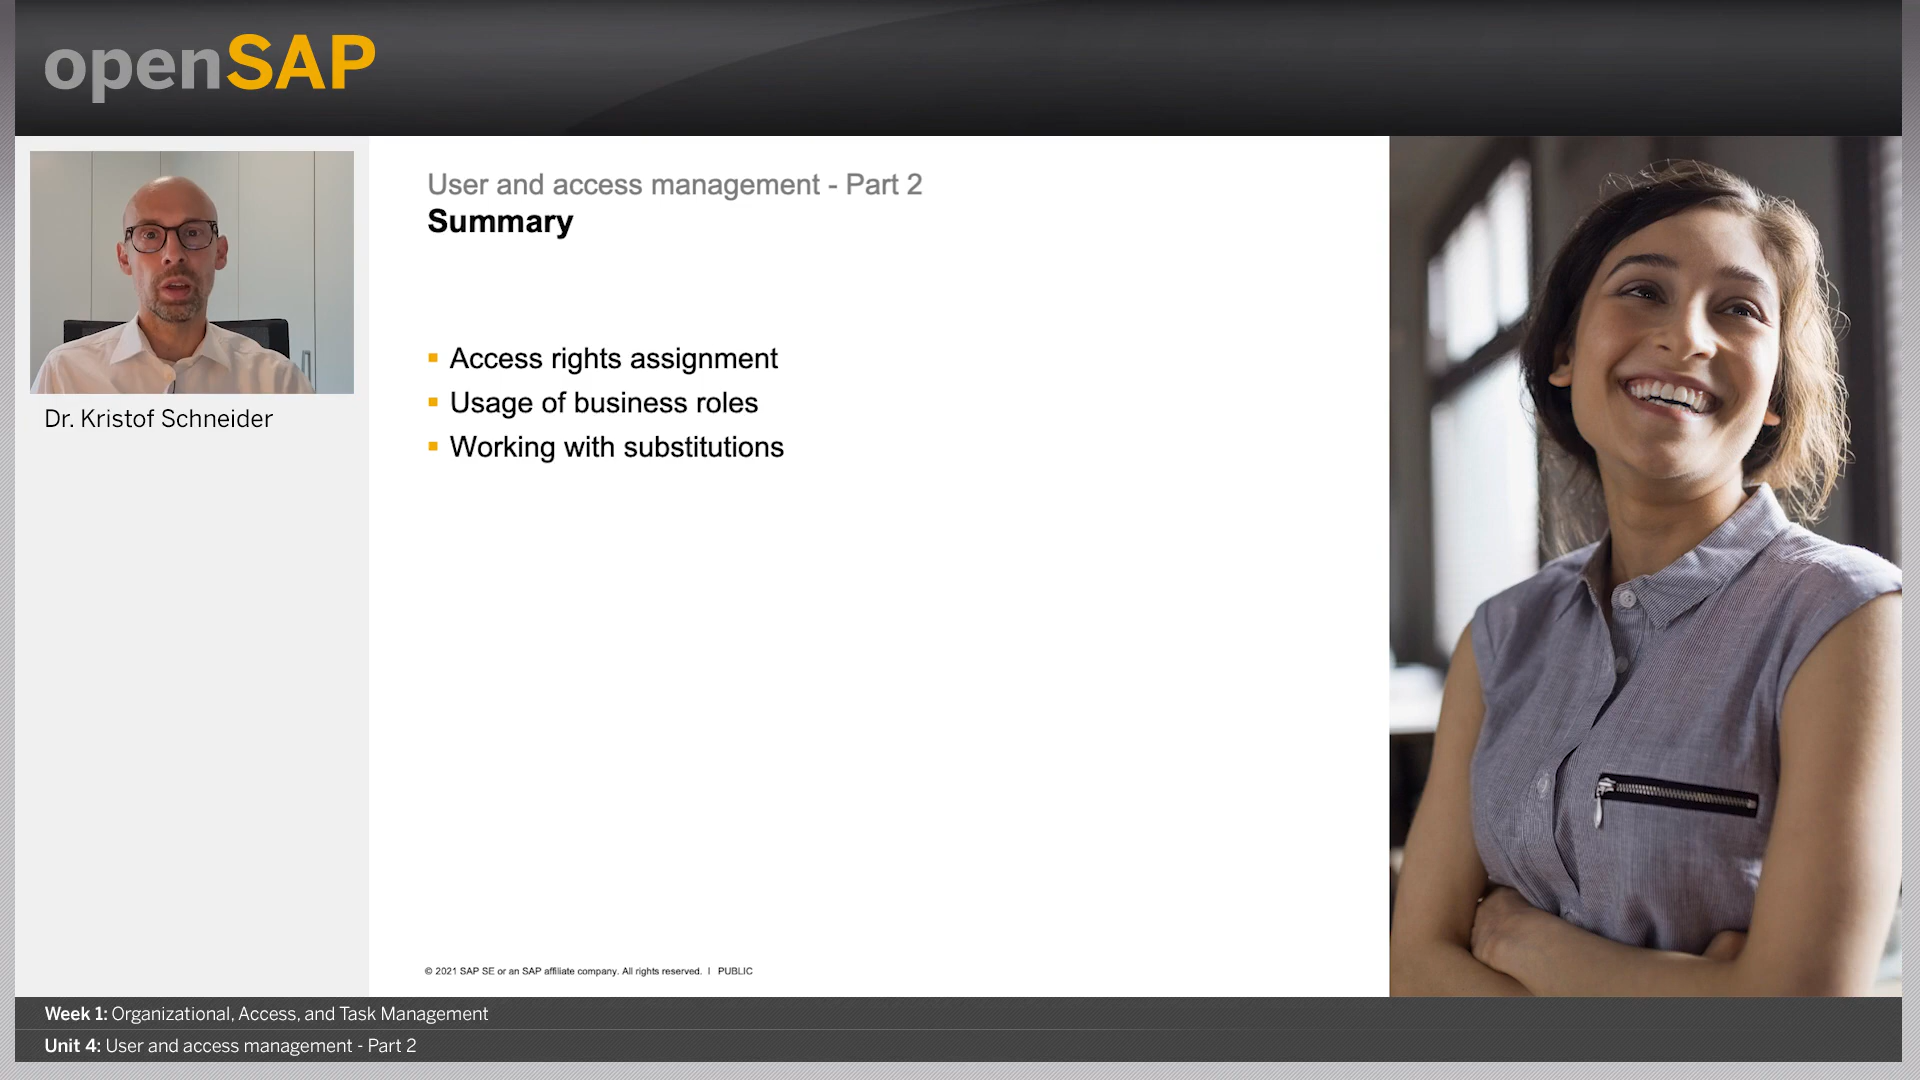 openSAP
Dr. Kristof Schneider
User and access management - Part 2
Summary
▪ Access rights assignment
▪ Usage of business roles
▪ Working with substitutions
© 2021 SAP SE or an SAP affiliate company. All rights reserved. I PUBLIC
Week 1: Organizational, Access, and Task Management
Unit 4: User and access management - Part 2